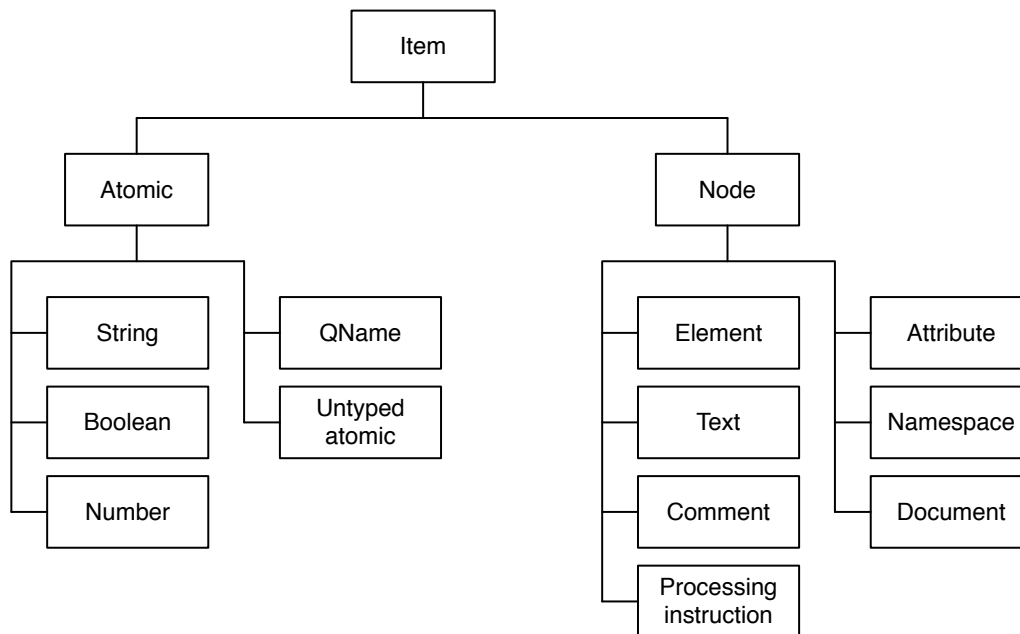 Item
Atomic
Node
String
QName
Element
Attribute
Boolean
Untyped
atomic
Text
Namespace
Number
Comment
Document
Processing
instruction